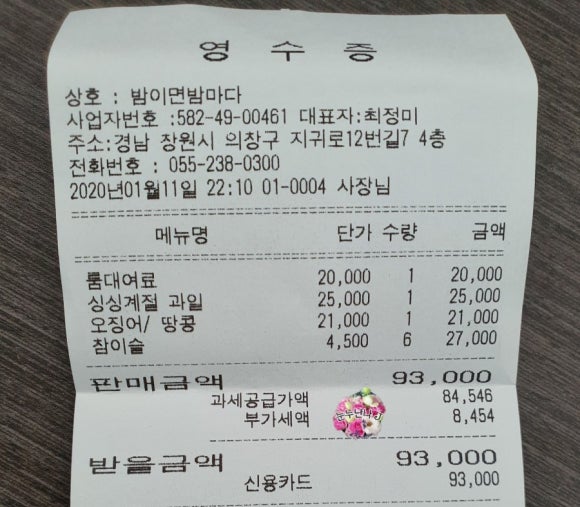 영 수 증
상호 : 밤이면밤마다
사업자번호 :582-49-00461 대표자:최정미
주소:경남 창원시 의창구 지귀로12번길7 4층
전화번호 : 055-238-0300
2020년01월11일 22:10 01-0004 사장님
메뉴명 단가 수량 금액
룸대여료 20,000 1 20,000
싱싱계절 과일 25,000 1 25,000
오징어/ 땅콩 21,000 1 21,000
참이슬 4,500 6 27,000
판매금액 93,000
과세공급가액 84,546
부가세액 8,454
받을금액 93,000
신용카드 93,000